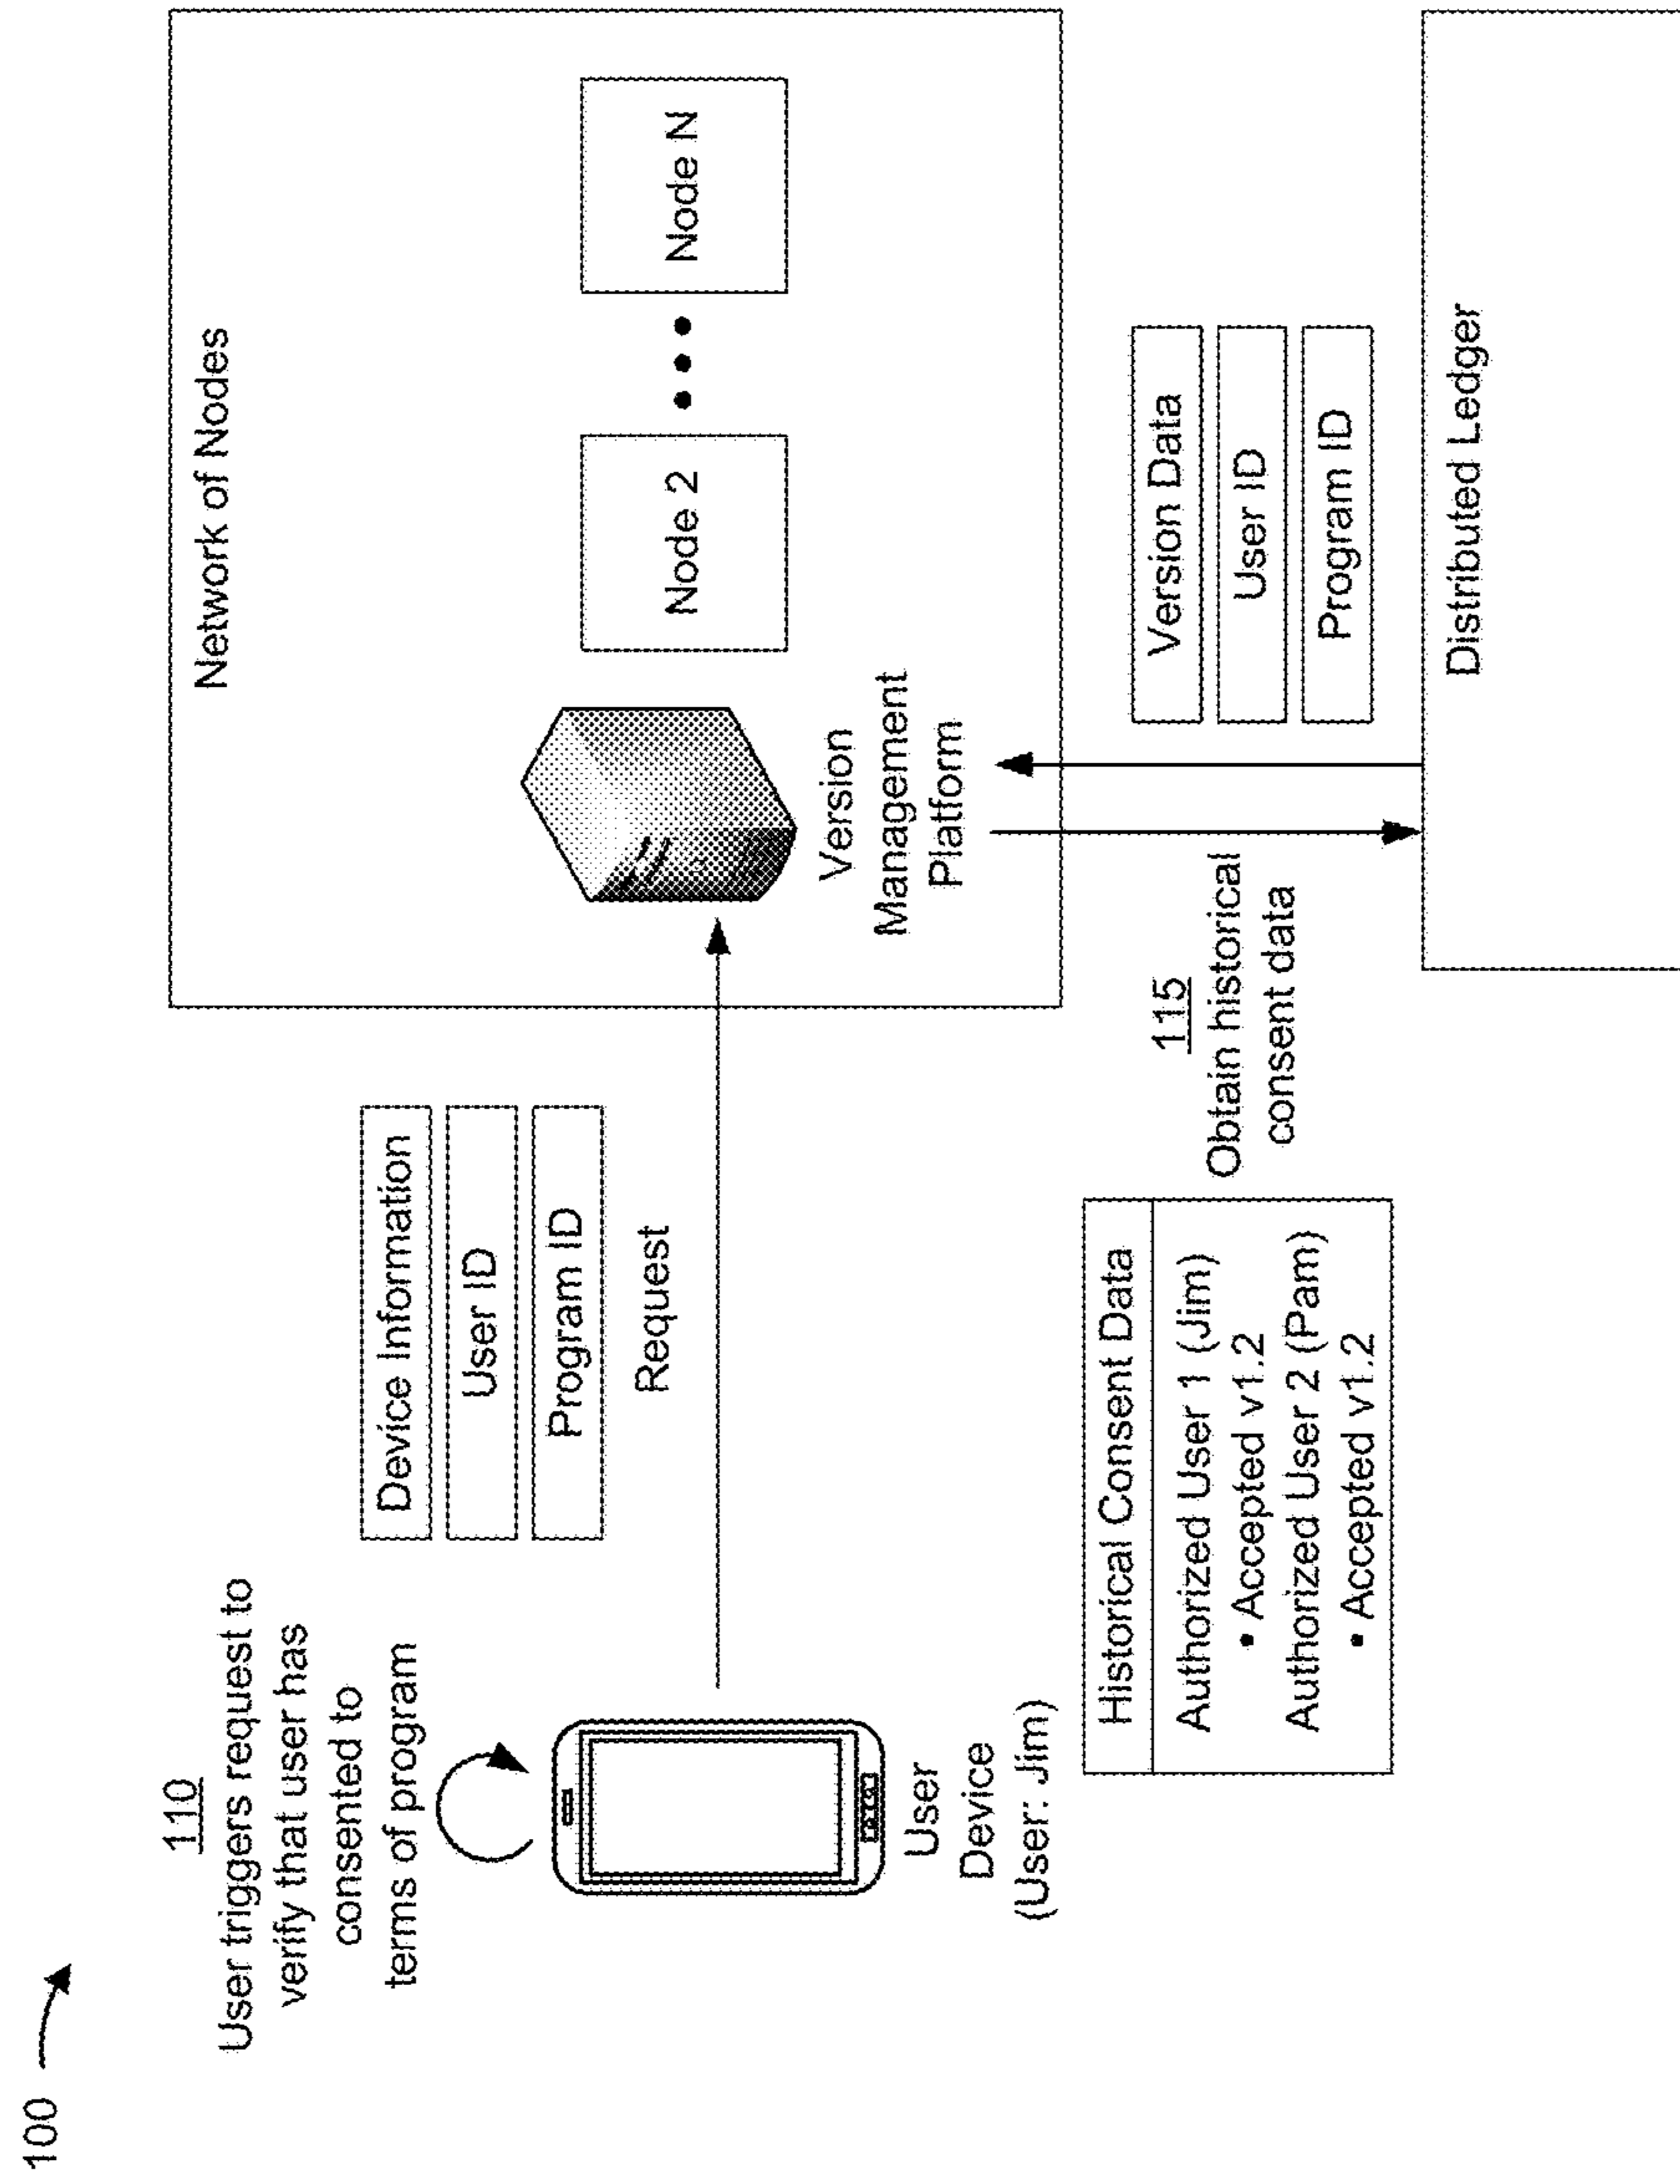 100
110
User triggers request to
verify that user has
consented to
terms of program
User
Device
(User: Jim)
Device Information
User ID
Program ID
Request
Network of Nodes
Version
Management
Platform
Node 2
Node N
Historical Consent Data
Authorized User 1 (Jim)
• Accepted v1.2
Authorized User 2 (Pam)
• Accepted v1.2
115
Obtain historical
consent data
Version Data
User ID
Program ID
Distributed Ledger